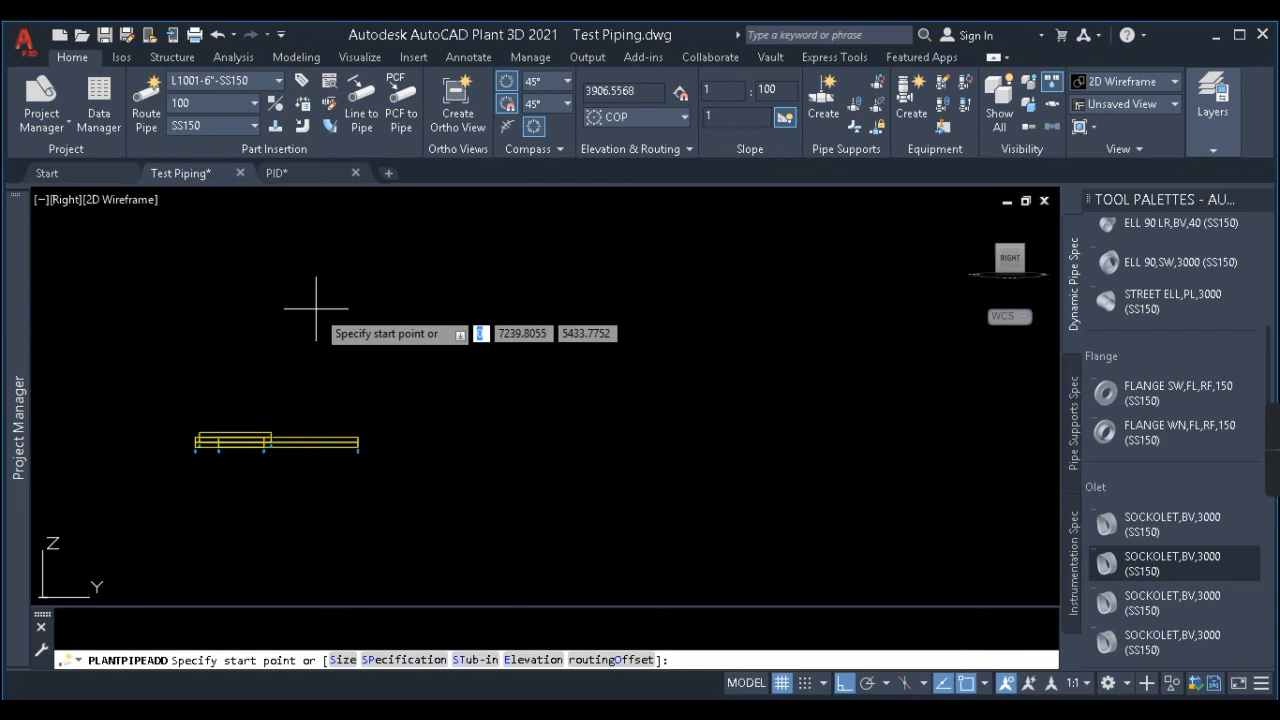 Autodesk AutoCAD Plant 3D 2021 Test Piping.dwg
Type a keyword or phrase
Sign In
P3D
Home Isos Structure Analysis Modeling Visualize Insert Annotate Manage Output Add-ins Collaborate Vault Express Tools Featured Apps
Project
Manager
Data
Manager
Project
Route
Pipe
L1001-6"-SS150
100
SS150
Line to
Pipe
PCF to
Pipe
Part Insertion
Create
Ortho View
Ortho Views
45°
45°
Compass
3906.5568
COP
Elevation & Routing
1 : 100
1
Slope
Create
Pipe Supports
Create
Equipment
Show
All
Visibility
2D Wireframe
Unsaved View
View
Layers
Start
Test Piping*
PID*
[−][Right][2D Wireframe]
RIGHT
WCS
Specify start point or
7239.8055
5433.7752
Z
Y
Project Manager
TOOL PALETTES - AU...
Dynamic Pipe Spec
Pipe Supports Spec
Instrumentation Spec
ELL 90 LR,BV,40 (SS150)
ELL 90,SW,3000 (SS150)
STREET ELL,PL,3000
(SS150)
Flange
FLANGE SW,FL,RF,150
(SS150)
FLANGE WN,FL,RF,150
(SS150)
Olet
SOCKOLET,BV,3000
(SS150)
SOCKOLET,BV,3000
(SS150)
SOCKOLET,BV,3000
(SS150)
SOCKOLET,BV,3000
(SS150)
PLANTPIPEADD Specify start point or [Size SPecification STub-in Elevation routingOffset]:
MODEL
1:1